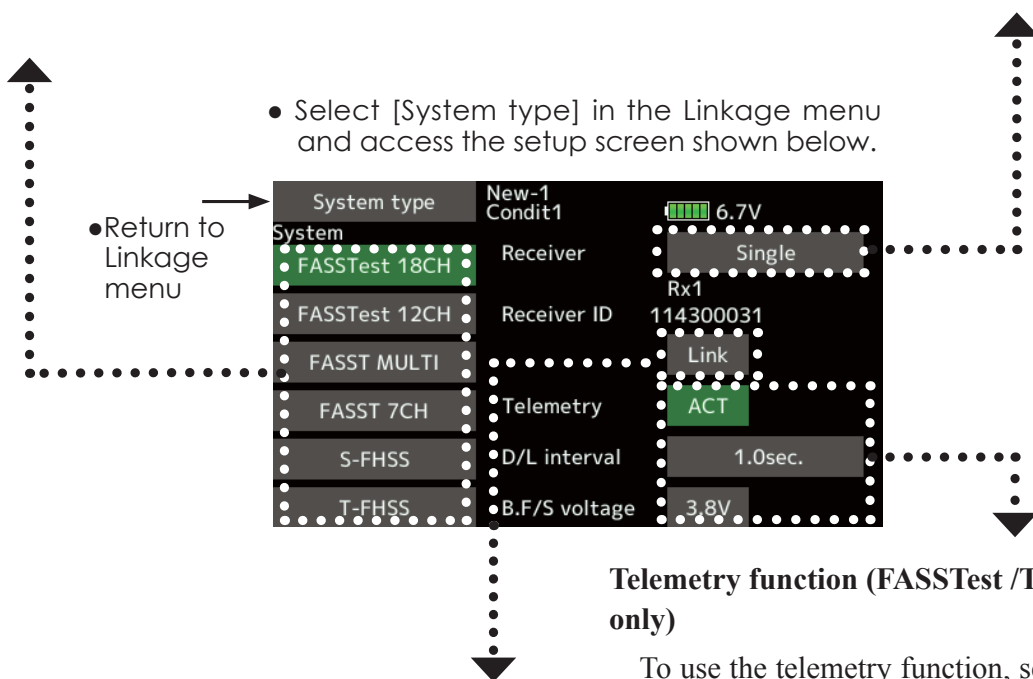 ● Select [System type] in the Linkage menu
and access the setup screen shown below.
●Return to
Linkage
menu
System type
New-1
Condit1
6.7V
System
FASSTest 18CH
Receiver
Single
Rx1
FASSTest 12CH
Receiver ID
114300031
FASST MULTI
Link
FASST 7CH
Telemetry
ACT
S-FHSS
D/L interval
1.0sec.
T-FHSS
B.F/S voltage
3.8V
Telemetry function (FASSTest /T
only)
To use the telemetry function, se